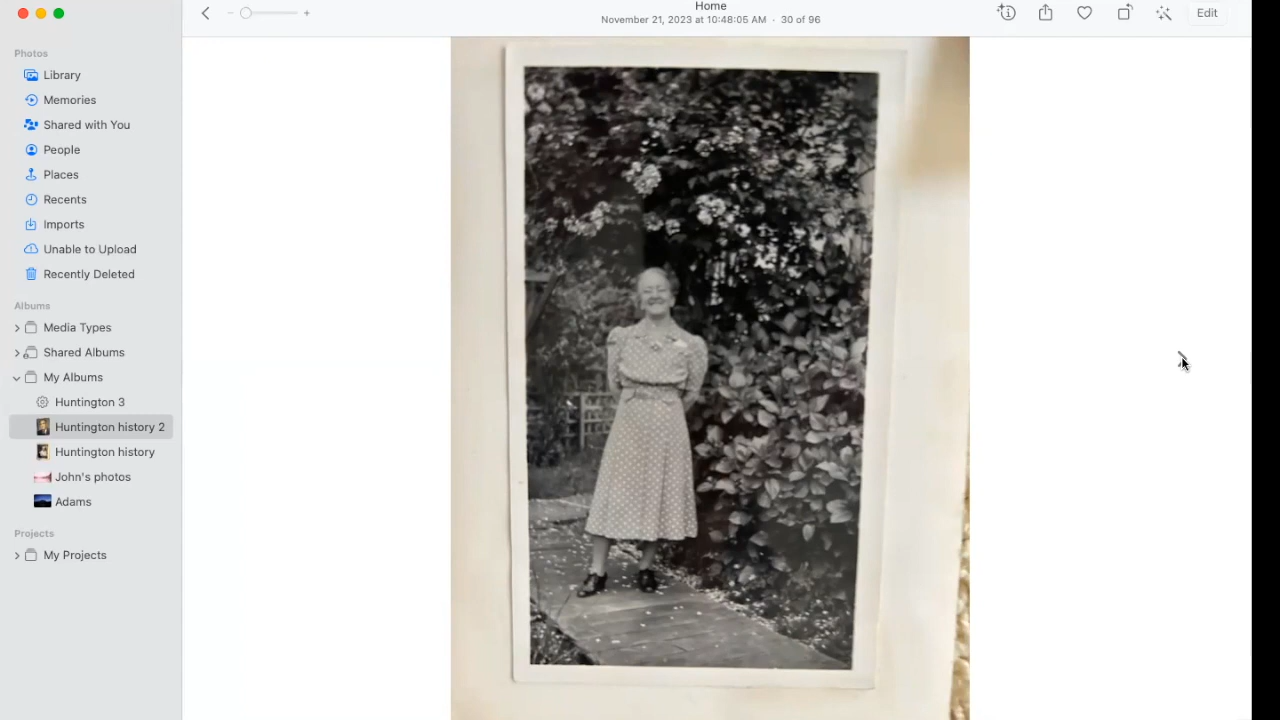 Home
November 21, 2023 at 10:48:05 AM · 30 of 96
Edit
Photos
Library
Memories
Shared with You
People
Places
Recents
Imports
Unable to Upload
Recently Deleted
Albums
Media Types
Shared Albums
My Albums
Huntington 3
Huntington history 2
Huntington history
John's photos
Adams
Projects
My Projects